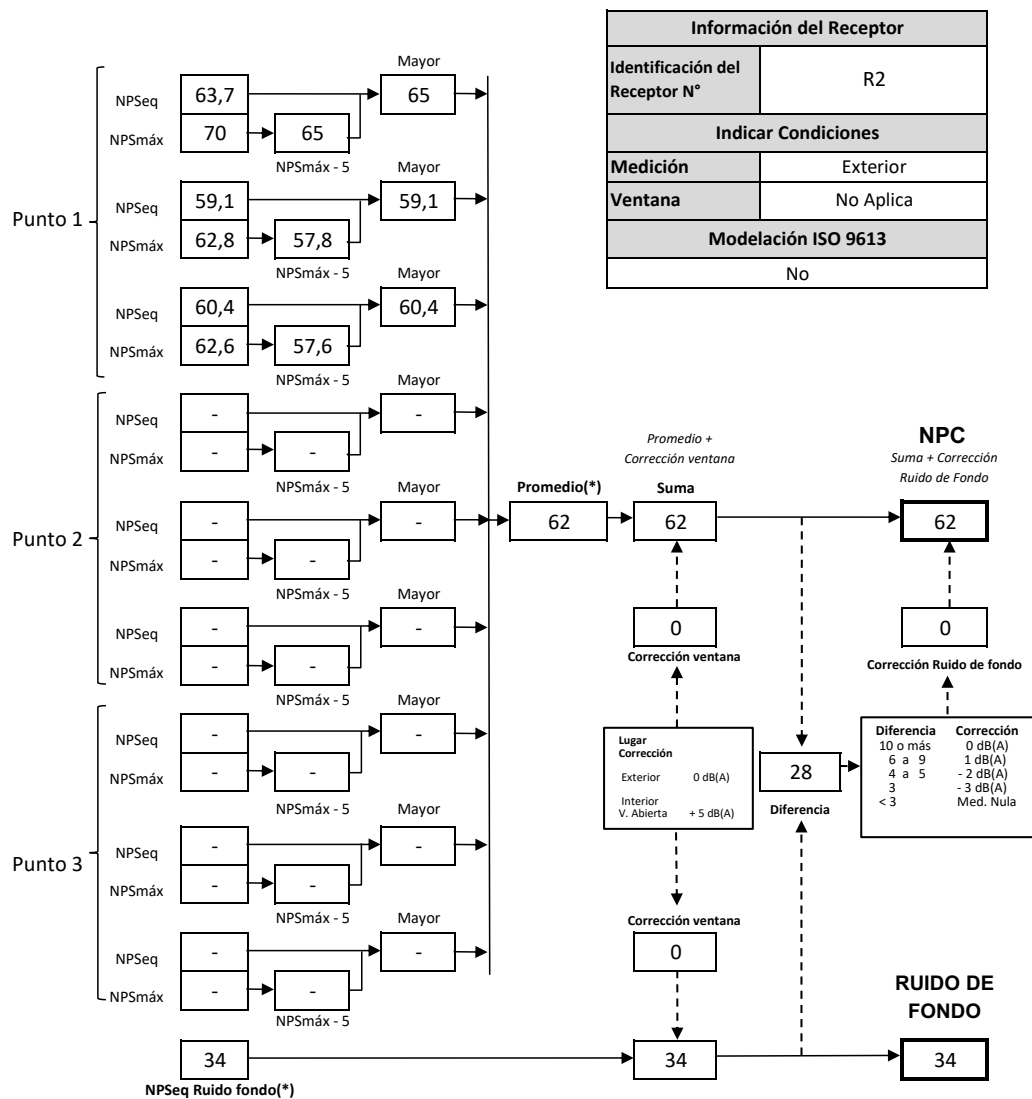 Información del Receptor
Identificación del Receptor N°
R2
Indicar Condiciones
Medición
Exterior
Ventana
No Aplica
Modelación ISO 9613
No
Punto 1
Mayor
NPSeq
63,7
65
NPSmáx
70
65
NPSmáx - 5
Mayor
NPSeq
59,1
59,1
NPSmáx
62,8
57,8
NPSmáx - 5
Mayor
NPSeq
60,4
60,4
NPSmáx
62,6
57,6
NPSmáx - 5
Punto 2
Mayor
NPSeq
-
-
NPSmáx
-
-
NPSmáx - 5
Mayor
NPSeq
-
-
NPSmáx
-
-
NPSmáx - 5
Mayor
NPSeq
-
-
NPSmáx
-
-
NPSmáx - 5
Punto 3
Mayor
NPSeq
-
-
NPSmáx
-
-
NPSmáx - 5
Mayor
NPSeq
-
-
NPSmáx
-
-
NPSmáx - 5
Mayor
NPSeq
-
-
NPSmáx
-
-
NPSmáx - 5
34
NPSeq Ruido fondo(*)
Promedio(*)
62
Promedio +
Corrección ventana
Suma
62
0
Corrección ventana
Lugar
Corrección
Exterior 0 dB(A)
Interior
V. Abierta + 5 dB(A)
Corrección ventana
0
34
28
Diferencia
NPC
Suma + Corrección
Ruido de Fondo
62
0
Corrección Ruido de fondo
Diferencia Corrección
10 o más 0 dB(A)
6 a 9 1 dB(A)
4 a 5 - 2 dB(A)
3 - 3 dB(A)
< 3 Med. Nula
RUIDO DE
FONDO
34